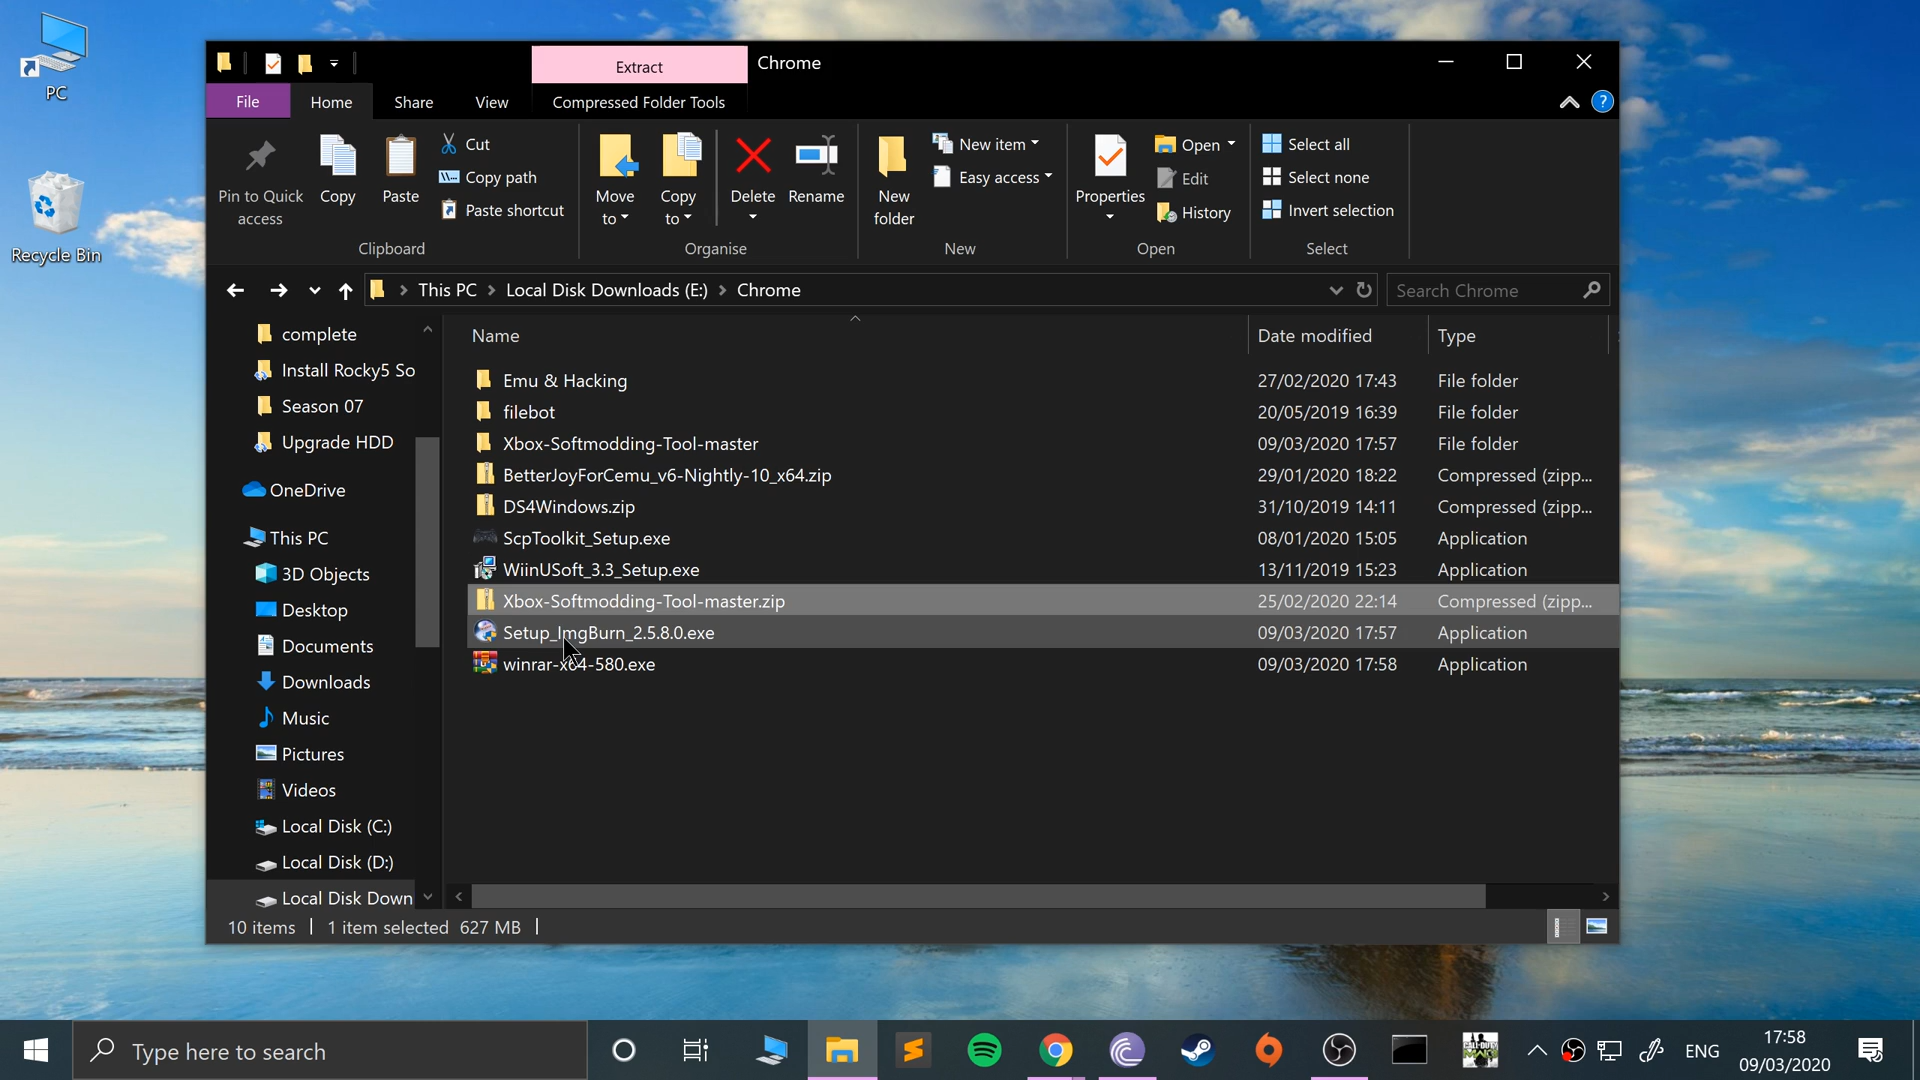 PC
Recycle Bin
Extract
Chrome
File
Home
Share
View
Compressed Folder Tools
?
Pin to Quick access
Copy
Paste
Cut
Copy path
Paste shortcut
Clipboard
Move to
Copy to
Delete
Rename
Organise
New folder
New item
Easy access
New
Properties
Open
Edit
History
Open
Select all
Select none
Invert selection
Select
This PC
Local Disk Downloads (E:)
Chrome
Search Chrome
complete
Install Rocky5 So
Season 07
Upgrade HDD
OneDrive
This PC
3D Objects
Desktop
Documents
Downloads
Music
Pictures
Videos
Local Disk (C:)
Local Disk (D:)
Local Disk Down
Name Date modified Type
Emu & Hacking 27/02/2020 17:43 File folder
filebot 20/05/2019 16:39 File folder
Xbox-Softmodding-Tool-master 09/03/2020 17:57 File folder
BetterJoyForCemu_v6-Nightly-10_x64.zip 29/01/2020 18:22 Compressed (zipp...
DS4Windows.zip 31/10/2019 14:11 Compressed (zipp...
ScpToolkit_Setup.exe 08/01/2020 15:05 Application
WiinUSoft_3.3_Setup.exe 13/11/2019 15:23 Application
Xbox-Softmodding-Tool-master.zip 25/02/2020 22:14 Compressed (zipp...
Setup_ImgBurn_2.5.8.0.exe 09/03/2020 17:57 Application
winrar-x64-580.exe 09/03/2020 17:58 Application
10 items 1 item selected 627 MB
Type here to search
ENG
17:58
09/03/2020